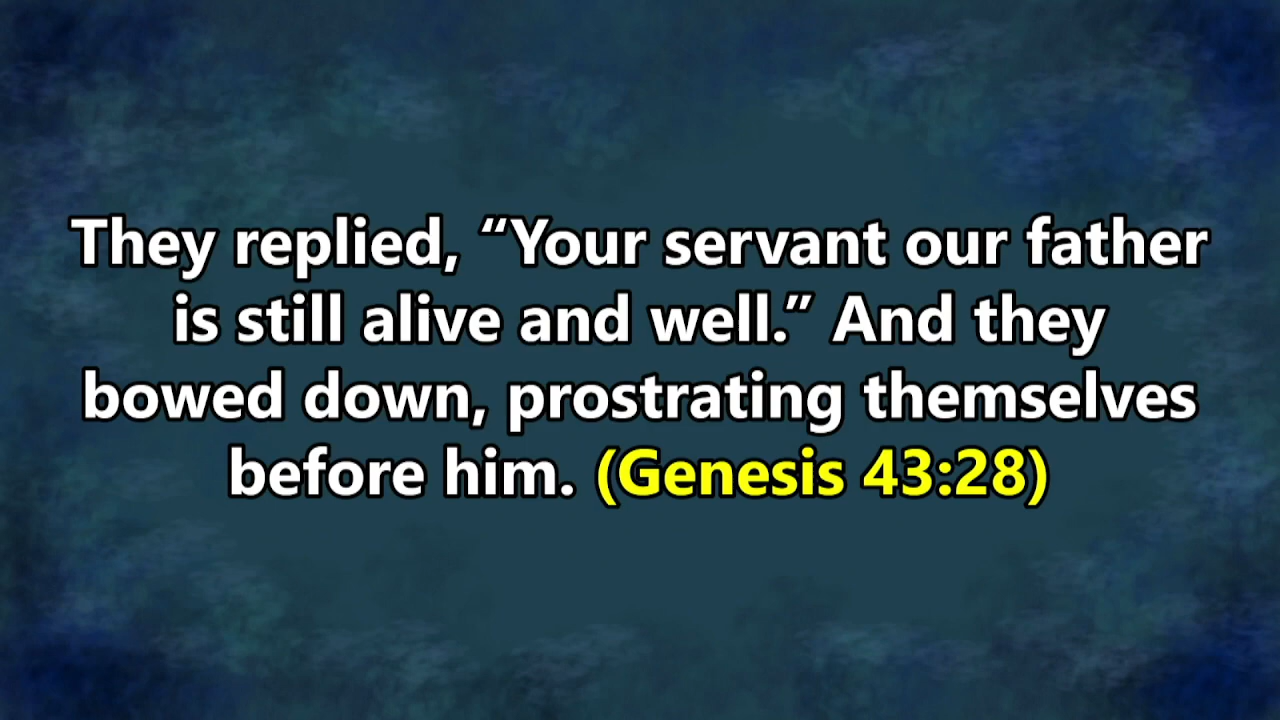 They replied, “Your servant our father
is still alive and well.” And they
bowed down, prostrating themselves
before him. (Genesis 43:28)